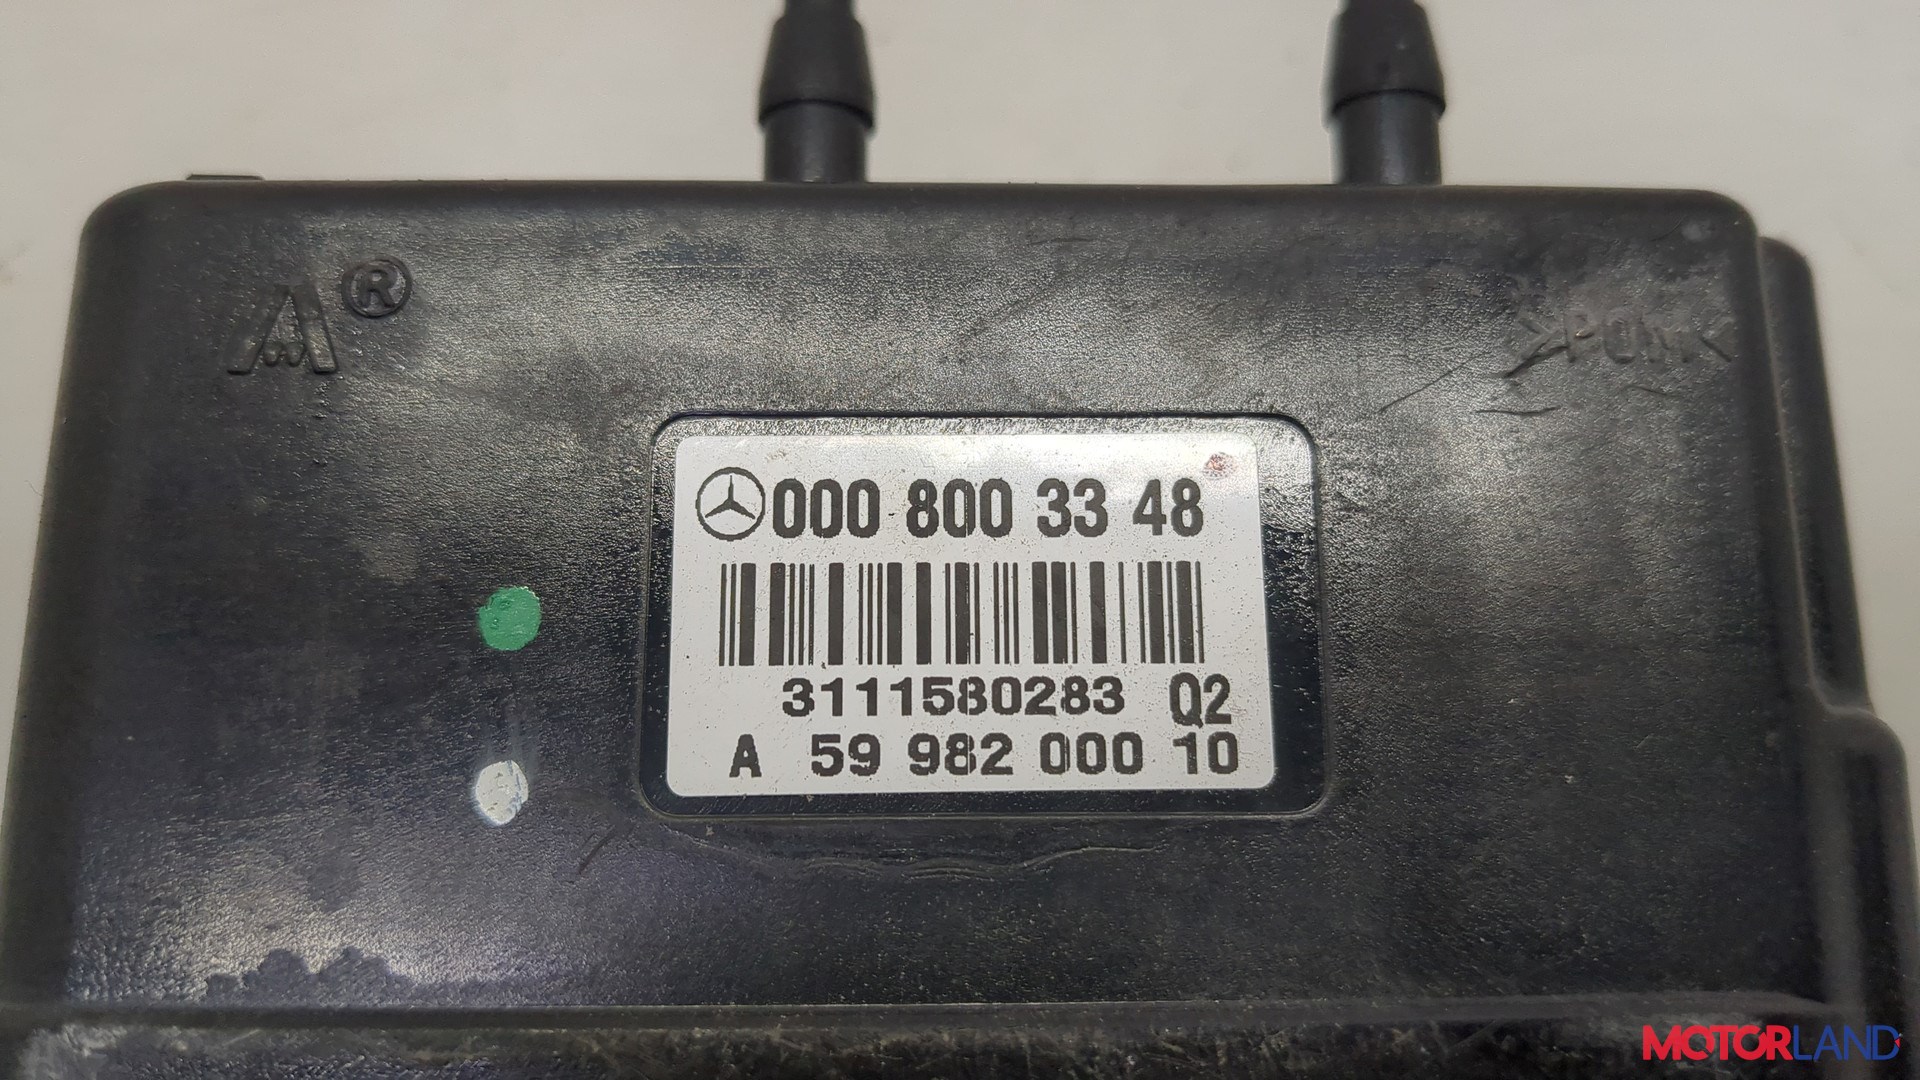 A®
>POM<
000 800 33 48
3111580283 Q2
A 59 982 000 10
MOTORLAND